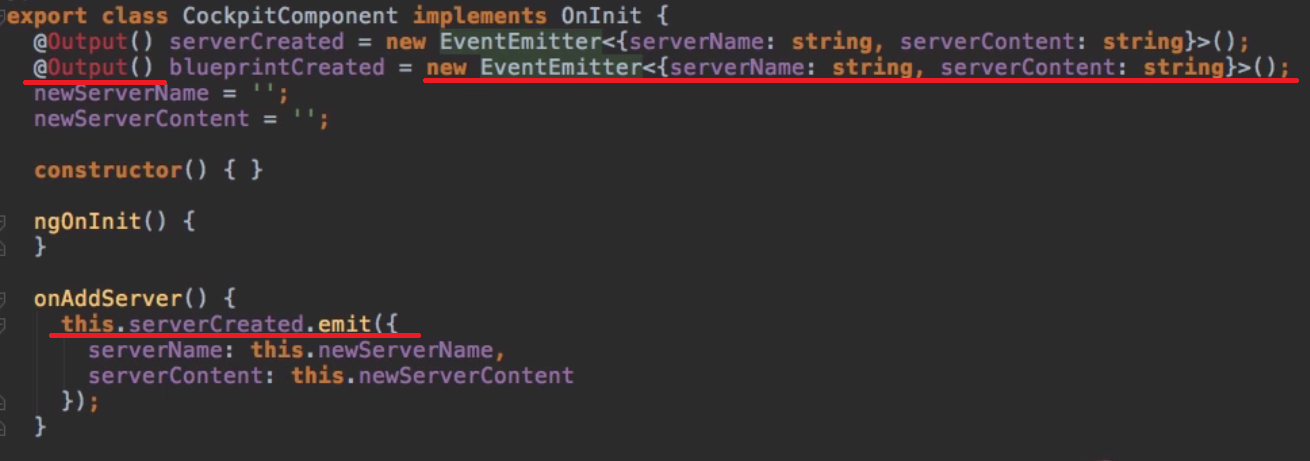 export class CockpitComponent implements OnInit {
@Output() serverCreated = new EventEmitter<{serverName: string, serverContent: string}>();
@Output() blueprintCreated = new EventEmitter<{serverName: string, serverContent: string}>();
newServerName = '';
newServerContent = '';
constructor() { }
ngOnInit() {
}
onAddServer() {
this.serverCreated.emit({
serverName: this.newServerName,
serverContent: this.newServerContent
});
}